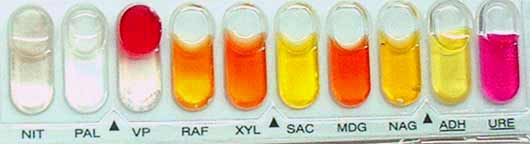 NIT PAL ▲ VP RAF XYL ▲ SAC MDG NAG ▲ ADH URE